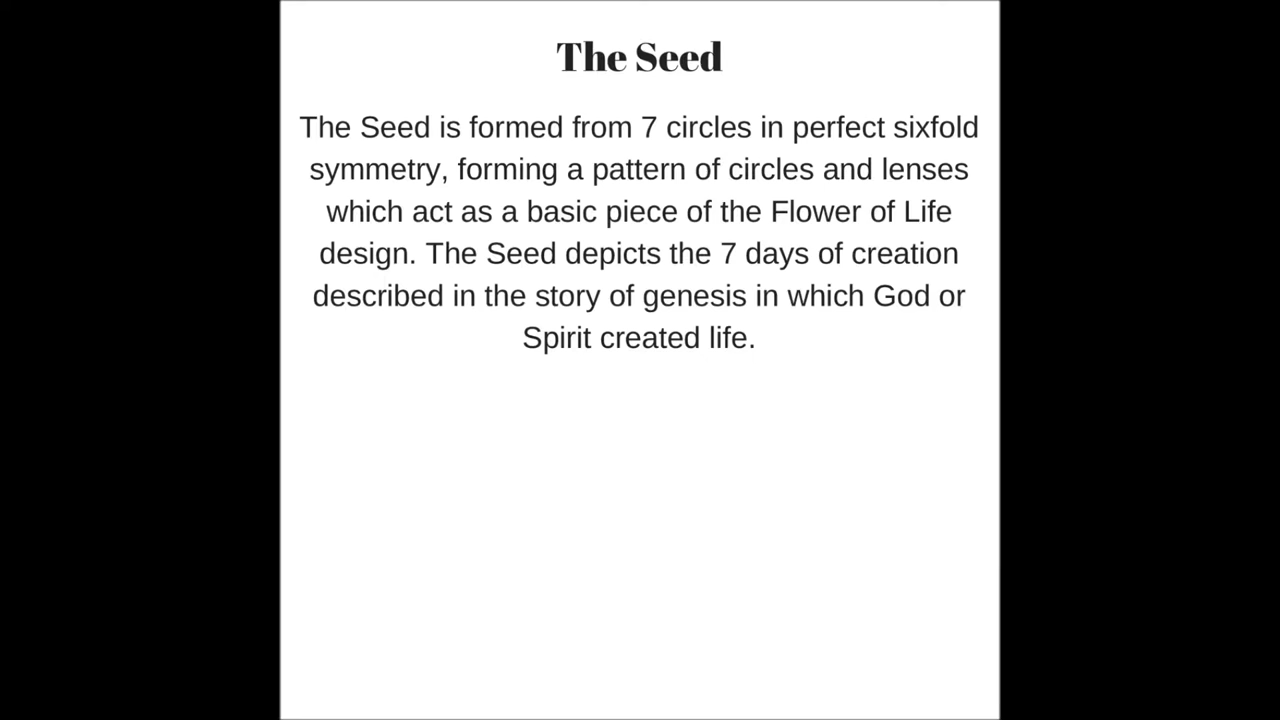 The Seed
The Seed is formed from 7 circles in perfect sixfold
symmetry, forming a pattern of circles and lenses
which act as a basic piece of the Flower of Life
design. The Seed depicts the 7 days of creation
described in the story of genesis in which God or
Spirit created life.